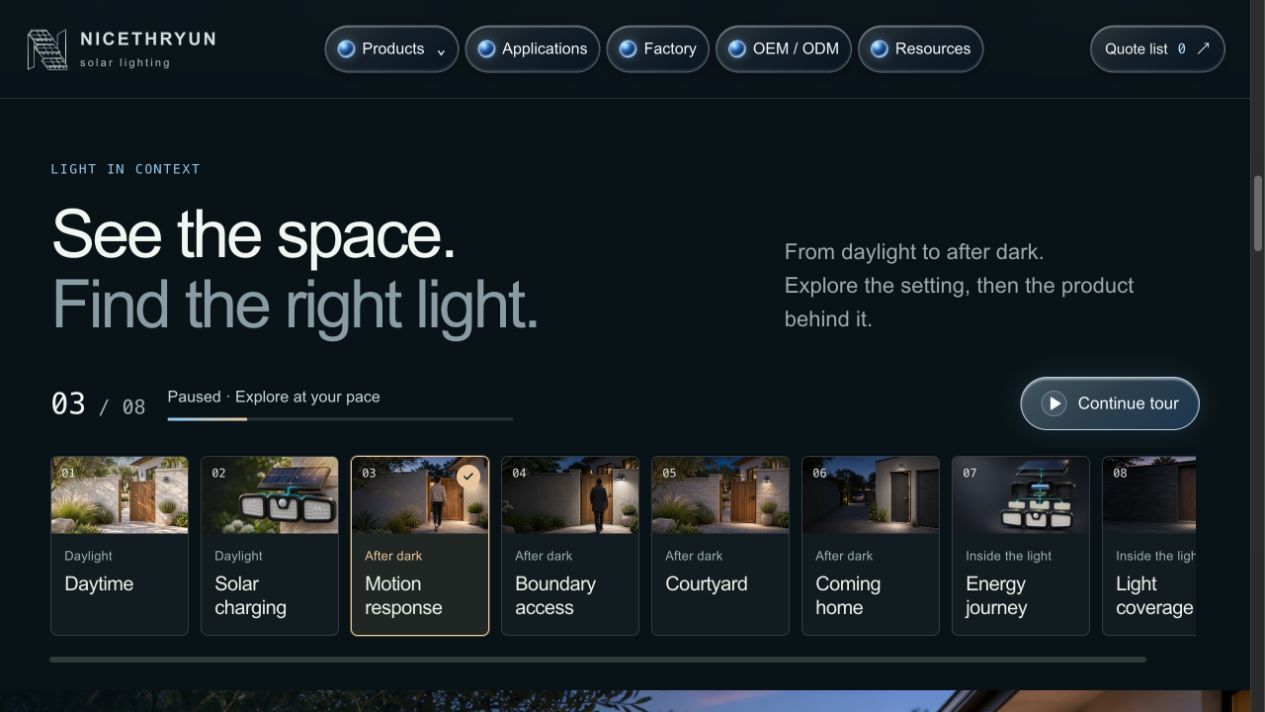 NICETHRYUN
solar lighting
Products
Applications
Factory
OEM / ODM
Resources
Quote list 0 ↗
LIGHT IN CONTEXT
See the space.
Find the right light.
From daylight to after dark.
Explore the setting, then the product
behind it.
03 / 08
Paused · Explore at your pace
Continue tour
01
Daylight
Daytime
02
Daylight
Solar
charging
03
After dark
Motion
response
04
After dark
Boundary
access
05
After dark
Courtyard
06
After dark
Coming
home
07
Inside the light
Energy
journey
08
Inside the ligh
Light
coverage